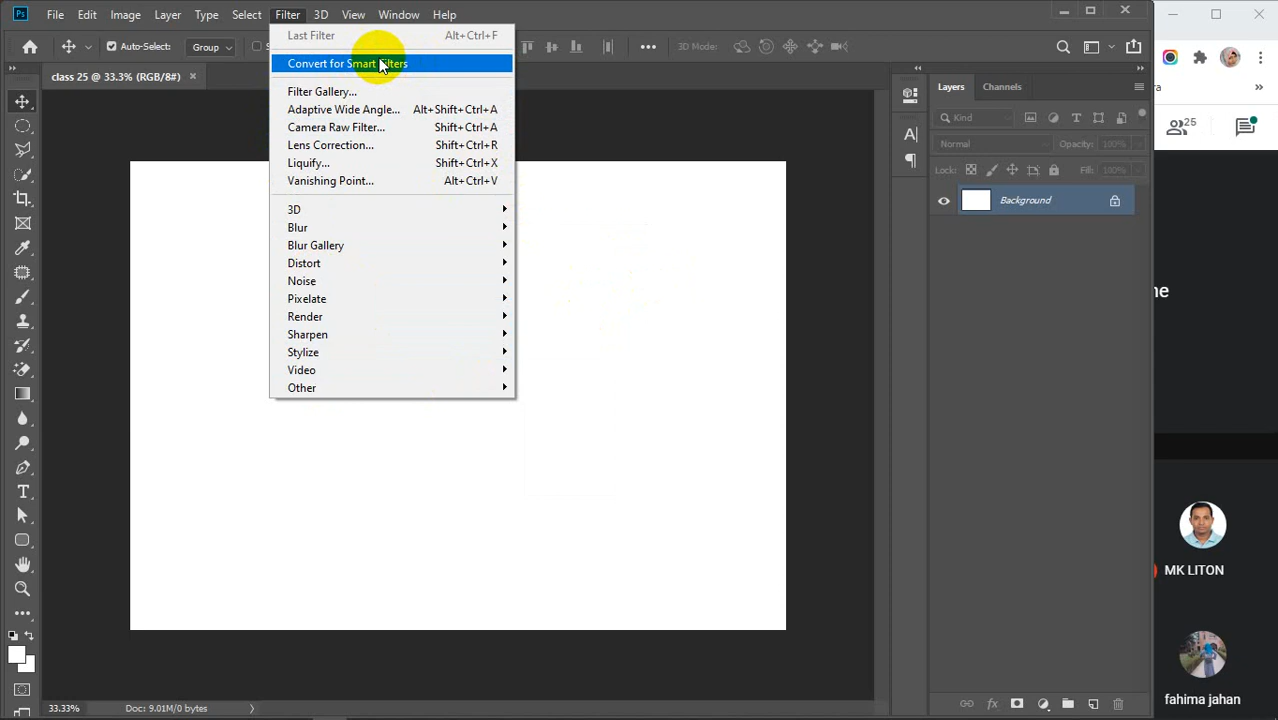 Ps File Edit Image Layer Type Select Filter 3D View Window Help
Auto-Select: Group 3D Mode:
class 25 @ 33.3% (RGB/8#) ×
Last Filter Alt+Ctrl+F
Convert for Smart Filters
Filter Gallery...
Adaptive Wide Angle... Alt+Shift+Ctrl+A
Camera Raw Filter... Shift+Ctrl+A
Lens Correction... Shift+Ctrl+R
Liquify... Shift+Ctrl+X
Vanishing Point... Alt+Ctrl+V
3D
Blur
Blur Gallery
Distort
Noise
Pixelate
Render
Sharpen
Stylize
Video
Other
Layers Channels
Kind
Normal Opacity: 100%
Lock: Fill: 100%
Background
25
MK LITON
fahima jahan
33.33% Doc: 9.01M/0 bytes